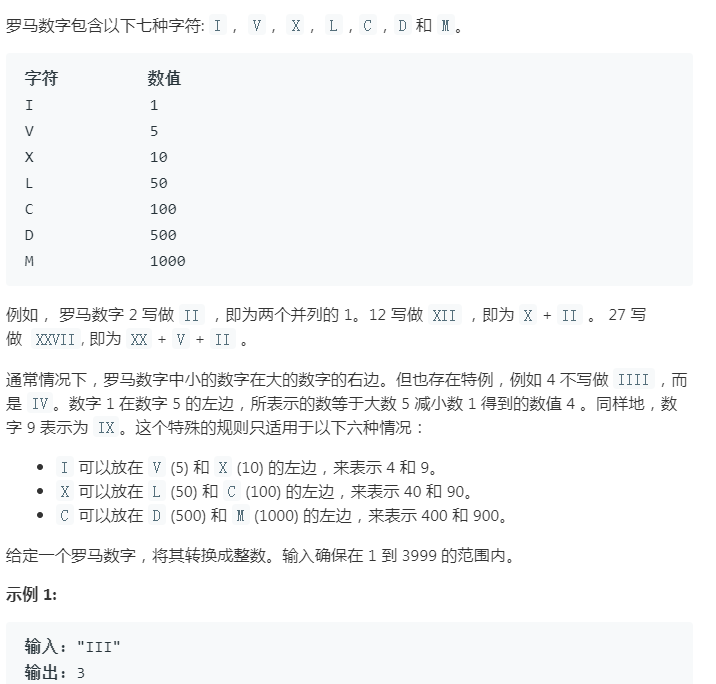 罗马数字包含以下七种字符: I， V， X， L，C，D 和 M。
字符 数值
I 1
V 5
X 10
L 50
C 100
D 500
M 1000
例如， 罗马数字 2 写做 II ，即为两个并列的 1。12 写做 XII ，即为 X + II 。 27 写
做 XXVII, 即为 XX + V + II 。
通常情况下，罗马数字中小的数字在大的数字的右边。但也存在特例，例如 4 不写做 IIII，而
是 IV。数字 1 在数字 5 的左边，所表示的数等于大数 5 减小数 1 得到的数值 4 。同样地，数
字 9 表示为 IX。这个特殊的规则只适用于以下六种情况：
• I 可以放在 V (5) 和 X (10) 的左边，来表示 4 和 9。
• X 可以放在 L (50) 和 C (100) 的左边，来表示 40 和 90。
• C 可以放在 D (500) 和 M (1000) 的左边，来表示 400 和 900。
给定一个罗马数字，将其转换成整数。输入确保在 1 到 3999 的范围内。
示例 1:
输入: "III"
输出: 3